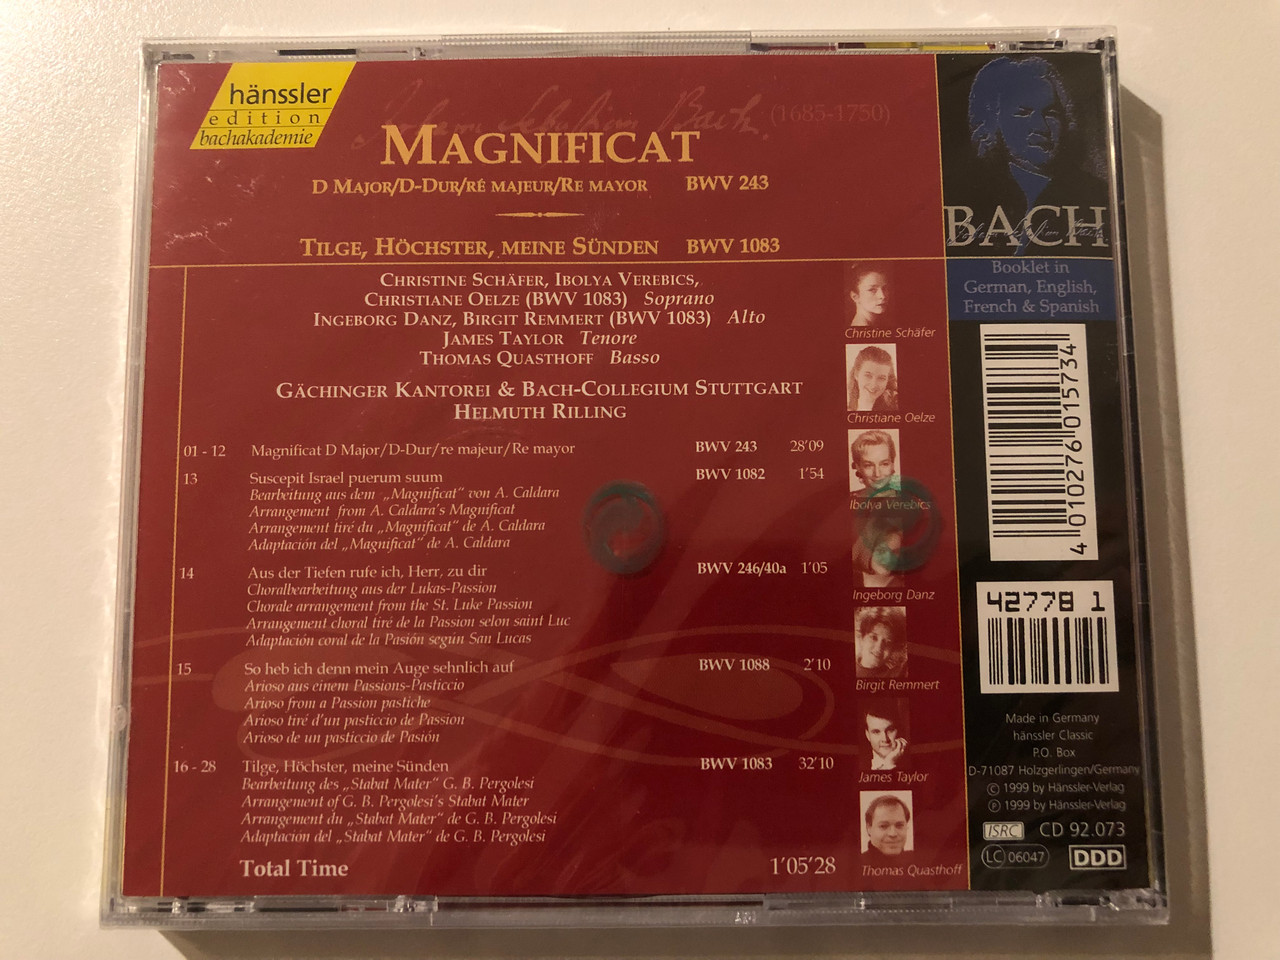 hänssler
edition
bachakademie
Johann Sebastian Bach. (1685-1750)
MAGNIFICAT
D MAJOR/D-DUR/RÉ MAJEUR/RE MAYOR BWV 243
TILGE, HÖCHSTER, MEINE SÜNDEN BWV 1083
CHRISTINE SCHÄFER, IBOLYA VEREBICS,
CHRISTIANE OELZE (BWV 1083) Soprano
INGEBORG DANZ, BIRGIT REMMERT (BWV 1083) Alto
JAMES TAYLOR Tenore
THOMAS QUASTHOFF Basso
GÄCHINGER KANTOREI & BACH-COLLEGIUM STUTTGART
HELMUTH RILLING
01 - 12 Magnificat D Major/D-Dur/re majeur/Re mayor BWV 243 28'09
13 Suscepit Israel puerum suum BWV 1082 1'54
Bearbeitung aus dem „Magnificat" von A. Caldara
Arrangement from A. Caldara's Magnificat
Arrangement tiré du „Magnificat" de A. Caldara
Adaptación del „Magnificat" de A. Caldara
14 Aus der Tiefen rufe ich, Herr, zu dir BWV 246/40a 1'05
Choralbearbeitung aus der Lukas-Passion
Chorale arrangement from the St. Luke Passion
Arrangement choral tiré de la Passion selon saint Luc
Adaptación coral de la Pasión según San Lucas
15 So heb ich denn mein Auge sehnlich auf BWV 1088 2'10
Arioso aus einem Passions-Pasticcio
Arioso from a Passion pastiche
Arioso tiré d'un pasticcio de Passion
Arioso de un pasticcio de Pasión
16 - 28 Tilge, Höchster, meine Sünden BWV 1083 32'10
Bearbeitung des „Stabat Mater" G. B. Pergolesi
Arrangement of G. B. Pergolesi's Stabat Mater
Arrangement du „Stabat Mater" de G. B. Pergolesi
Adaptación del „Stabat Mater" de G. B. Pergolesi
Total Time 1'05'28
Christine Schäfer
Christiane Oelze
Ibolya Verebics
Ingeborg Danz
Birgit Remmert
James Taylor
Thomas Quasthoff
BACH
Johann Sebastian Bach
Booklet in
German, English,
French & Spanish
4 010276 015734
42778 1
Made in Germany
hänssler Classic
P.O. Box
D-71087 Holzgerlingen/Germany
© 1999 by Hänssler-Verlag
℗ 1999 by Hänssler-Verlag
ISRC CD 92.073
LC 06047 DDD